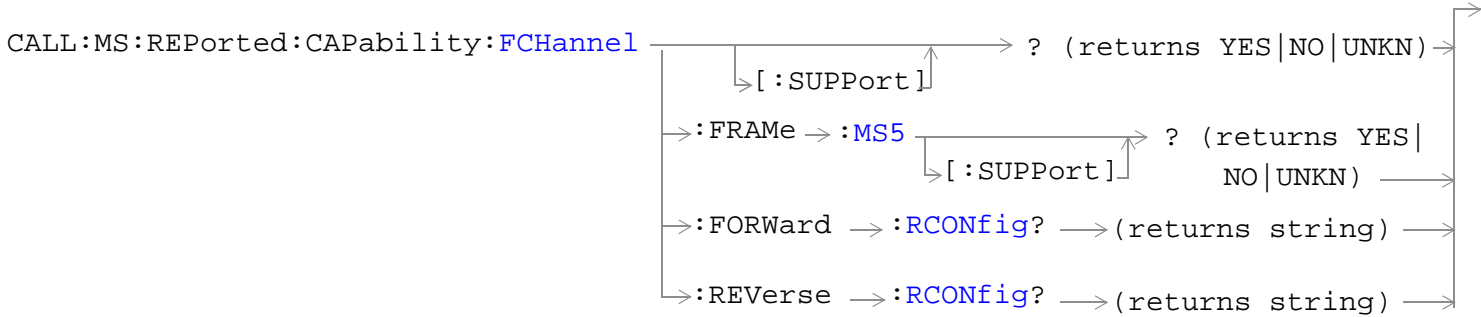 CALL:MS:REPorted:CAPability:FCHannel ? (returns YES|NO|UNKN)
[:SUPPort]
:FRAMe :MS5 ? (returns YES|
[:SUPPort] NO|UNKN)
:FORWard :RCONfig? (returns string)
:REVerse :RCONfig? (returns string)